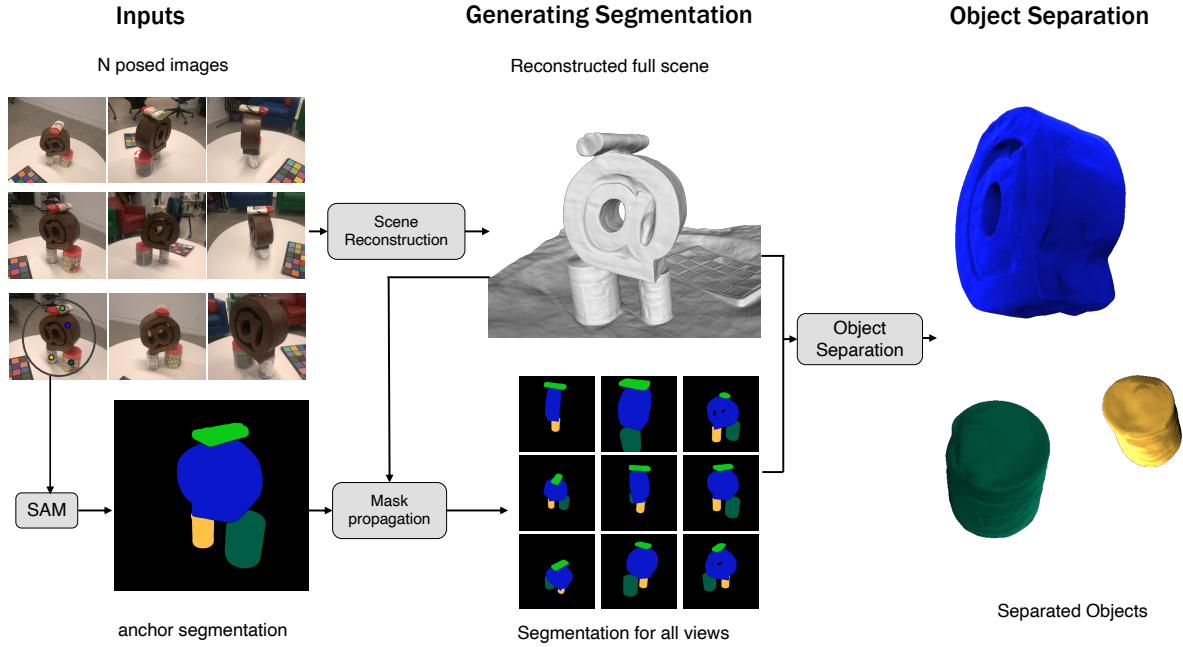 Inputs
Generating Segmentation
Object Separation
N posed images
Reconstructed full scene
Scene
Reconstruction
Object
Separation
SAM
Mask
propagation
anchor segmentation
Segmentation for all views
Separated Objects